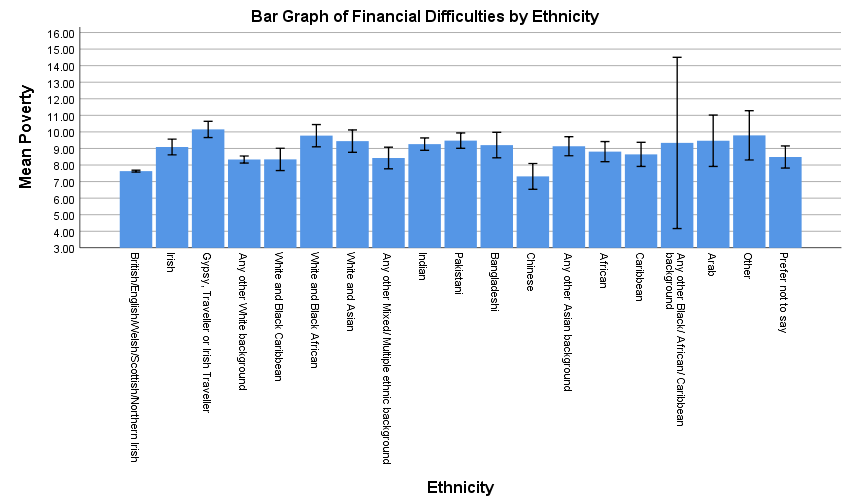 Bar Graph of Financial Difficulties by Ethnicity
Mean Poverty
16.00
15.00
14.00
13.00
12.00
11.00
10.00
9.00
8.00
7.00
6.00
5.00
4.00
3.00
British/English/Welsh/Scottish/Northern Irish
Irish
Gypsy, Traveller or Irish Traveller
Any other White background
White and Black Caribbean
White and Black African
White and Asian
Any other Mixed/ Multiple ethnic background
Indian
Pakistani
Bangladeshi
Chinese
Any other Asian background
African
Caribbean
Any other Black/ African/ Caribbean
background
Arab
Other
Prefer not to say
Ethnicity